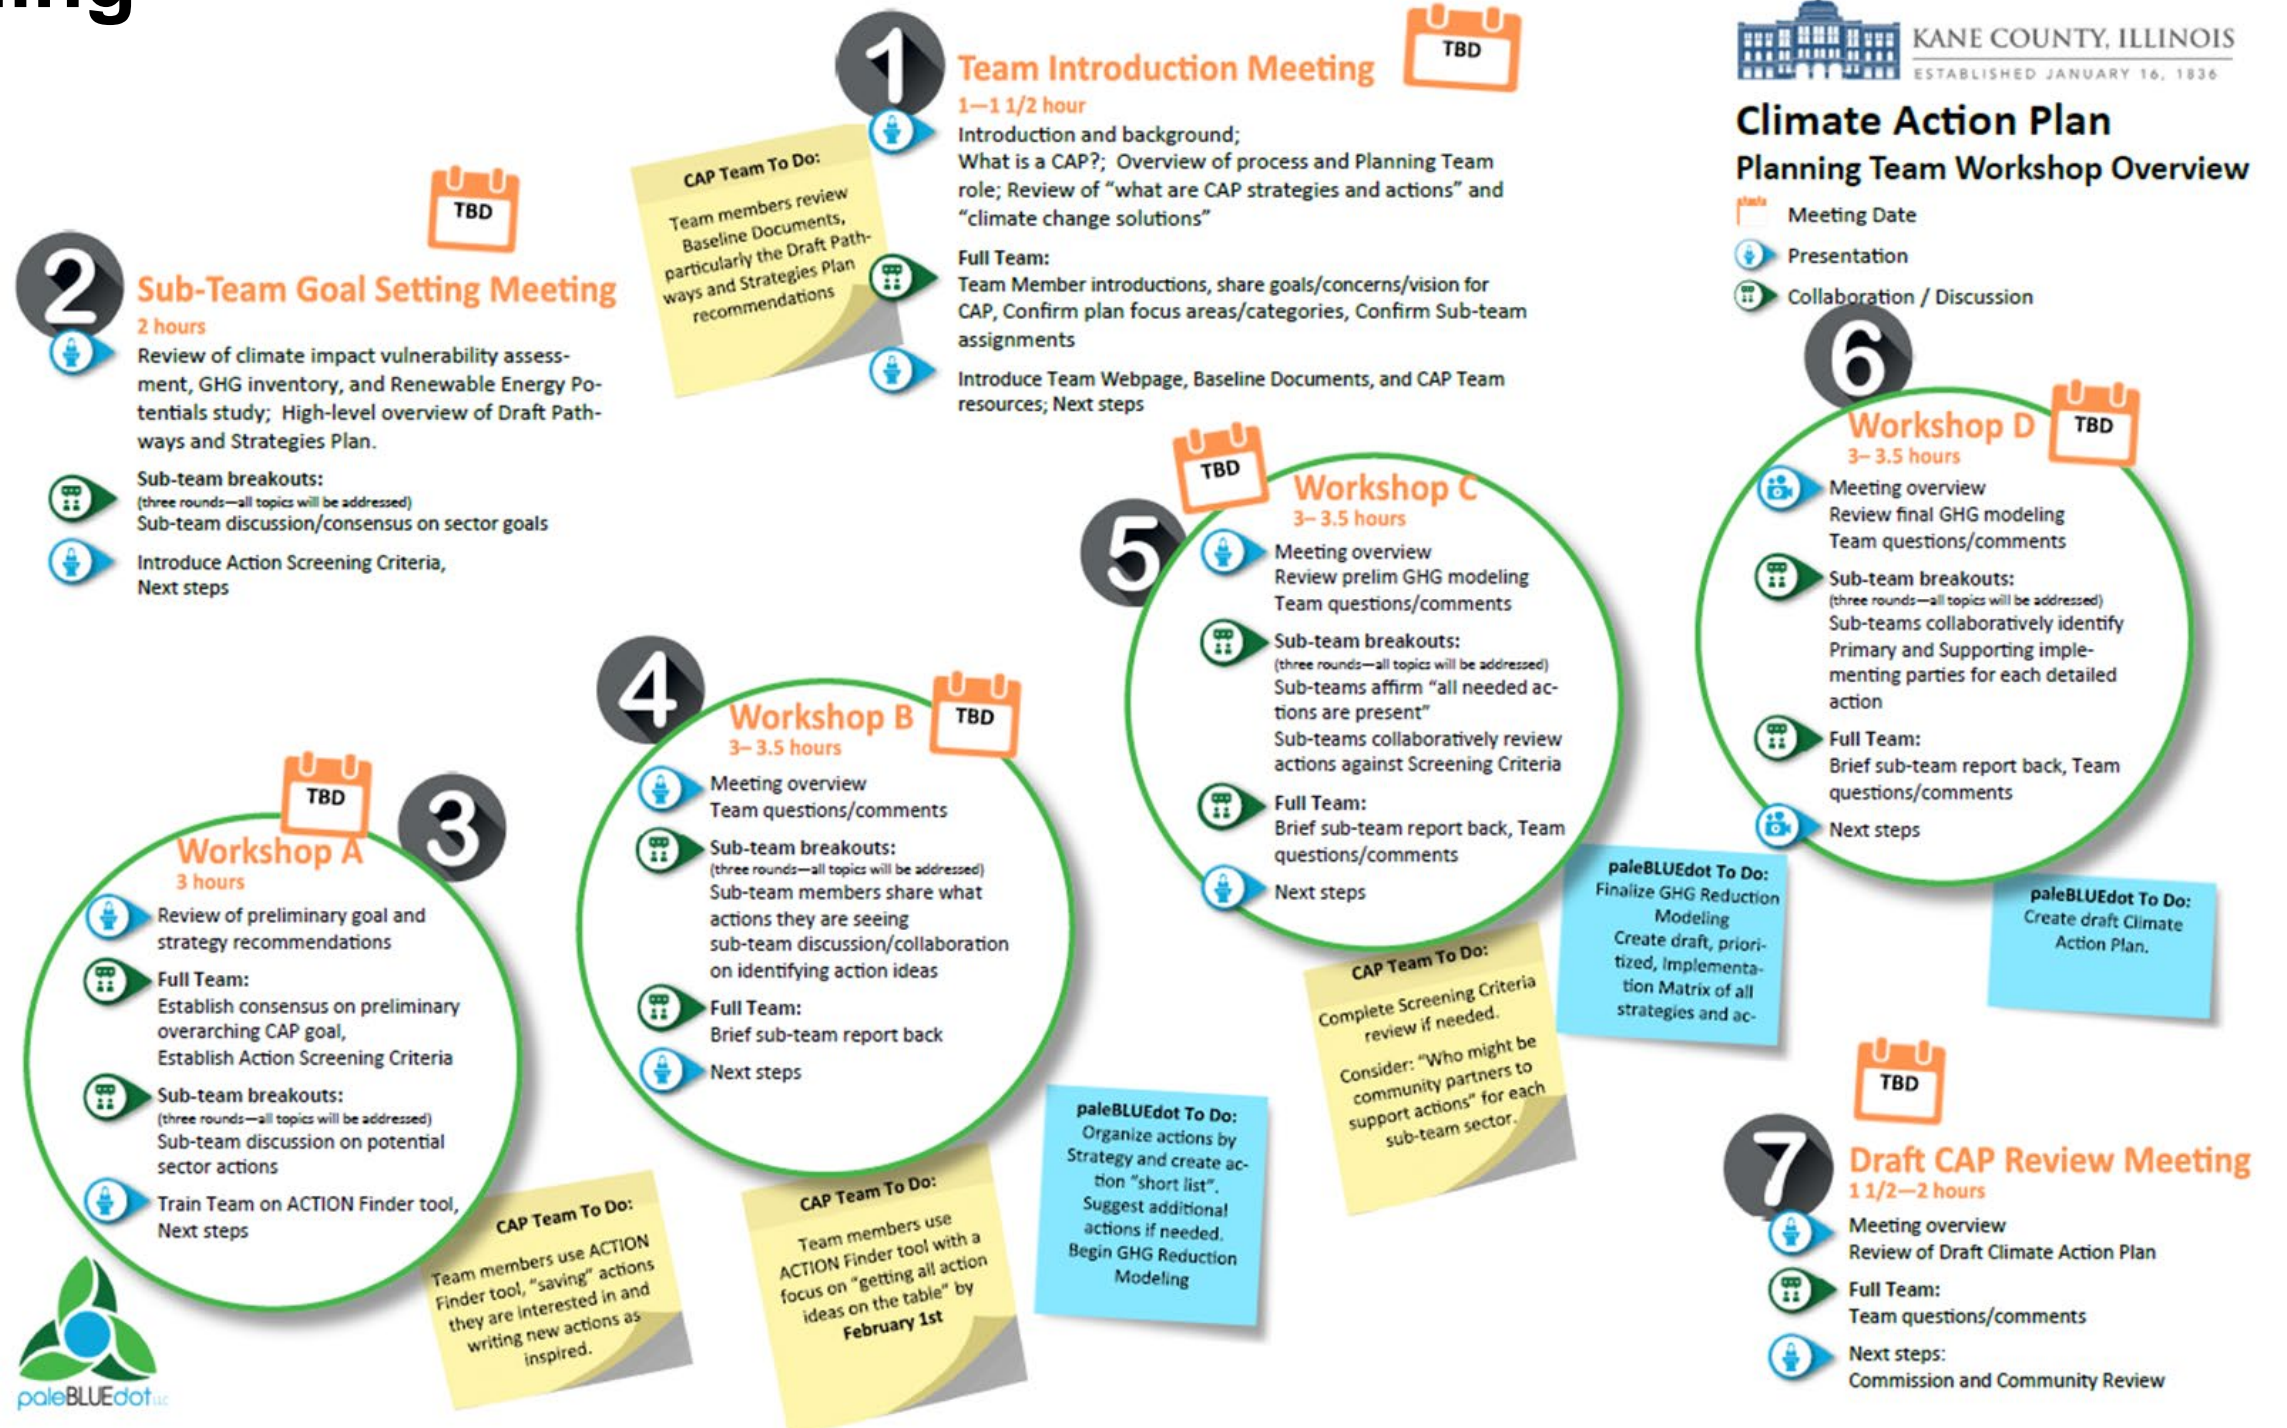 KANE COUNTY, ILLINOIS
ESTABLISHED JANUARY 16, 1836
Climate Action Plan
Planning Team Workshop Overview
Meeting Date
Presentation
Collaboration / Discussion
1
TBD
Team Introduction Meeting
1—1 1/2 hour
Introduction and background;
What is a CAP?; Overview of process and Planning Team
role; Review of “what are CAP strategies and actions” and
“climate change solutions”
Full Team:
Team Member introductions, share goals/concerns/vision for
CAP, Confirm plan focus areas/categories, Confirm Sub-team
assignments
Introduce Team Webpage, Baseline Documents, and CAP Team
resources; Next steps
CAP Team To Do:
Team members review
Baseline Documents,
particularly the Draft Path-
ways and Strategies Plan
recommendations
2
TBD
Sub-Team Goal Setting Meeting
2 hours
Review of climate impact vulnerability assess-
ment, GHG inventory, and Renewable Energy Po-
tentials study; High-level overview of Draft Path-
ways and Strategies Plan.
Sub-team breakouts:
(three rounds—all topics will be addressed)
Sub-team discussion/consensus on sector goals
Introduce Action Screening Criteria,
Next steps
3
TBD
Workshop A
3 hours
Review of preliminary goal and
strategy recommendations
Full Team:
Establish consensus on preliminary
overarching CAP goal,
Establish Action Screening Criteria
Sub-team breakouts:
(three rounds—all topics will be addressed)
Sub-team discussion on potential
sector actions
Train Team on ACTION Finder tool,
Next steps
CAP Team To Do:
Team members use ACTION
Finder tool, “saving” actions
they are interested in and
writing new actions as
inspired.
4
TBD
Workshop B
3– 3.5 hours
Meeting overview
Team questions/comments
Sub-team breakouts:
(three rounds—all topics will be addressed)
Sub-team members share what
actions they are seeing
sub-team discussion/collaboration
on identifying action ideas
Full Team:
Brief sub-team report back
Next steps
CAP Team To Do:
Team members use
ACTION Finder tool with a
focus on “getting all action
ideas on the table” by
February 1st
paleBLUEdot To Do:
Organize actions by
Strategy and create ac-
tion “short list”.
Suggest additional
actions if needed.
Begin GHG Reduction
Modeling
5
TBD
Workshop C
3– 3.5 hours
Meeting overview
Review prelim GHG modeling
Team questions/comments
Sub-team breakouts:
(three rounds—all topics will be addressed)
Sub-teams affirm “all needed ac-
tions are present”
Sub-teams collaboratively review
actions against Screening Criteria
Full Team:
Brief sub-team report back, Team
questions/comments
Next steps
CAP Team To Do:
Complete Screening Criteria
review if needed.
Consider: “Who might be
community partners to
support actions” for each
sub-team sector.
paleBLUEdot To Do:
Finalize GHG Reduction
Modeling
Create draft, priori-
tized, Implementa-
tion Matrix of all
strategies and ac-
6
TBD
Workshop D
3– 3.5 hours
Meeting overview
Review final GHG modeling
Team questions/comments
Sub-team breakouts:
(three rounds—all topics will be addressed)
Sub-teams collaboratively identify
Primary and Supporting imple-
menting parties for each detailed
action
Full Team:
Brief sub-team report back, Team
questions/comments
Next steps
paleBLUEdot To Do:
Create draft Climate
Action Plan.
7
TBD
Draft CAP Review Meeting
1 1/2—2 hours
Meeting overview
Review of Draft Climate Action Plan
Full Team:
Team questions/comments
Next steps:
Commission and Community Review
paleBLUEdot LLC